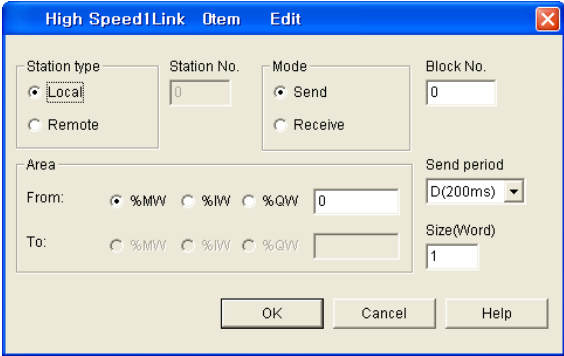 High Speed1Link 0tem Edit
Station type
Local
Remote
Station No.
0
Mode
Send
Receive
Block No.
0
Area
From: %MW %IW %QW 0
To: %MW %IW %QW
Send period
D(200ms)
Size(Word)
1
OK Cancel Help